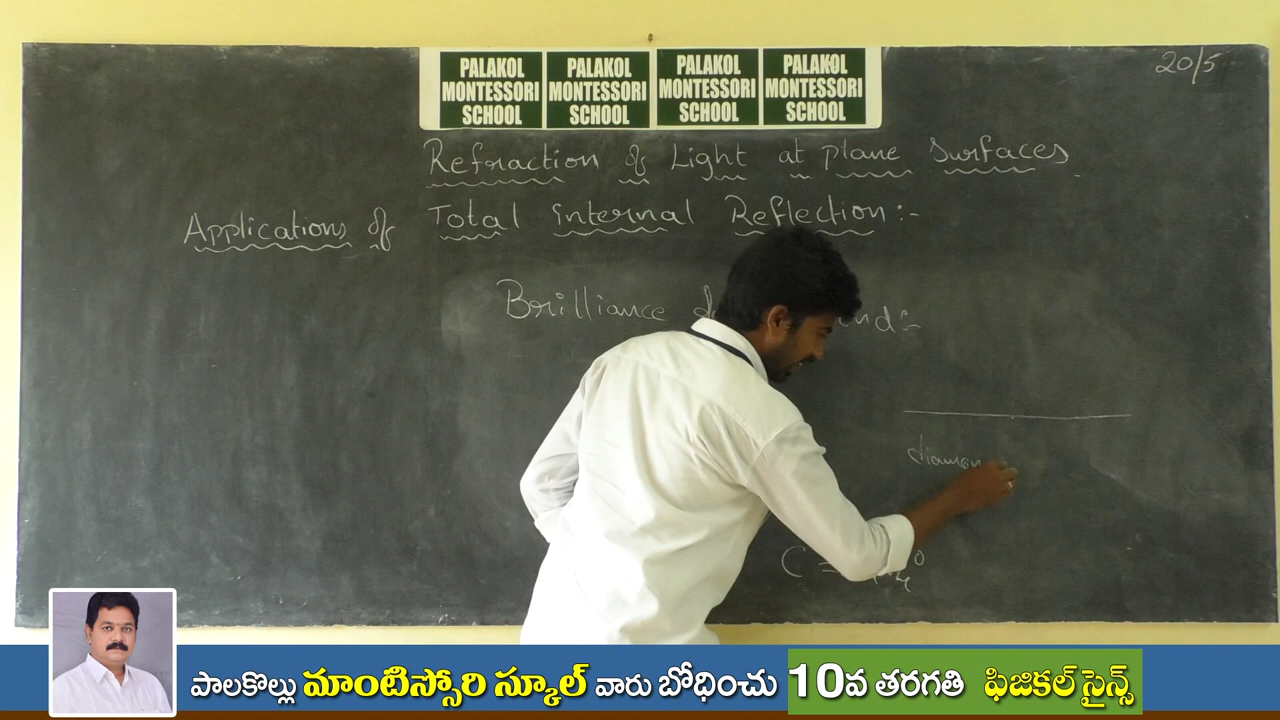 PALAKOL MONTESSORI SCHOOL PALAKOL MONTESSORI SCHOOL PALAKOL MONTESSORI SCHOOL PALAKOL MONTESSORI SCHOOL
20/5
Refraction of Light at plane Surfaces
Applications of Total internal Reflection:-
Brilliance
diamon
C =
పాలకొల్లు మాంటిస్సోరి స్కూల్ వారు బోధించు 10వ తరగతి ఫిజికల్ సైన్స్